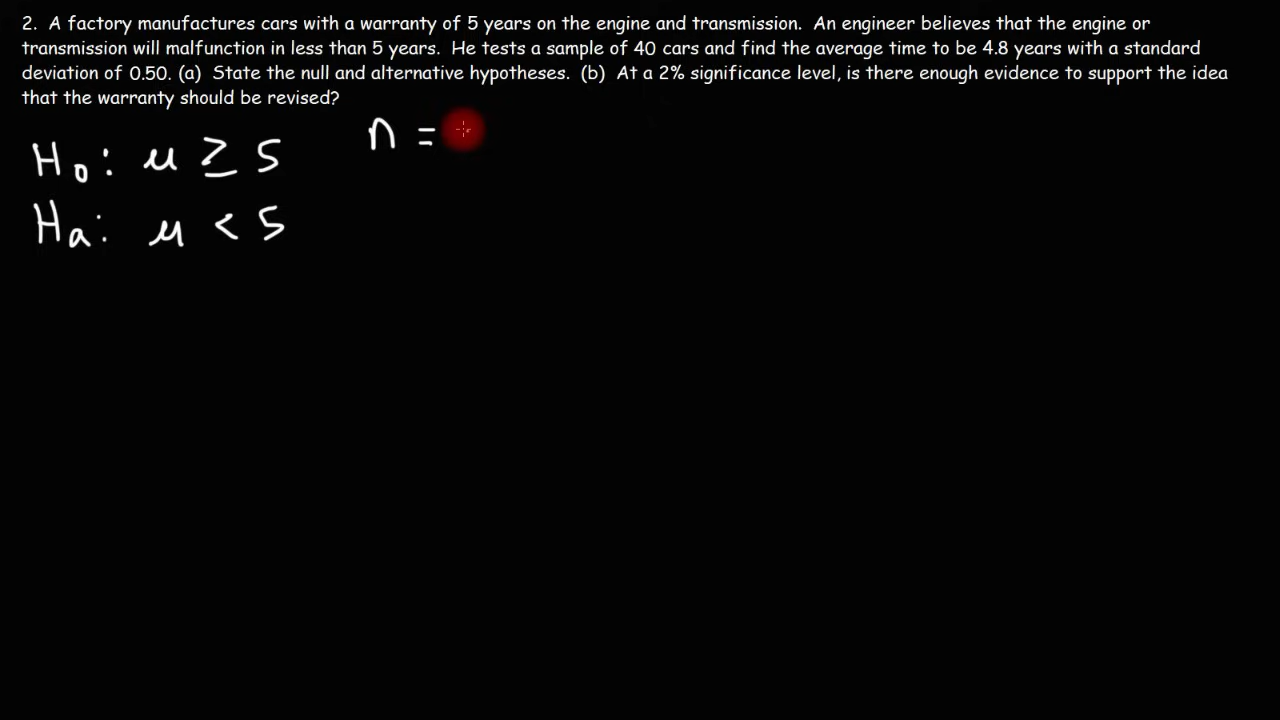 2. A factory manufactures cars with a warranty of 5 years on the engine and transmission. An engineer believes that the engine or
transmission will malfunction in less than 5 years. He tests a sample of 40 cars and find the average time to be 4.8 years with a standard
deviation of 0.50. (a) State the null and alternative hypotheses. (b) At a 2% significance level, is there enough evidence to support the idea
that the warranty should be revised?
H₀: μ ≥ 5
n =
Hₐ: μ < 5